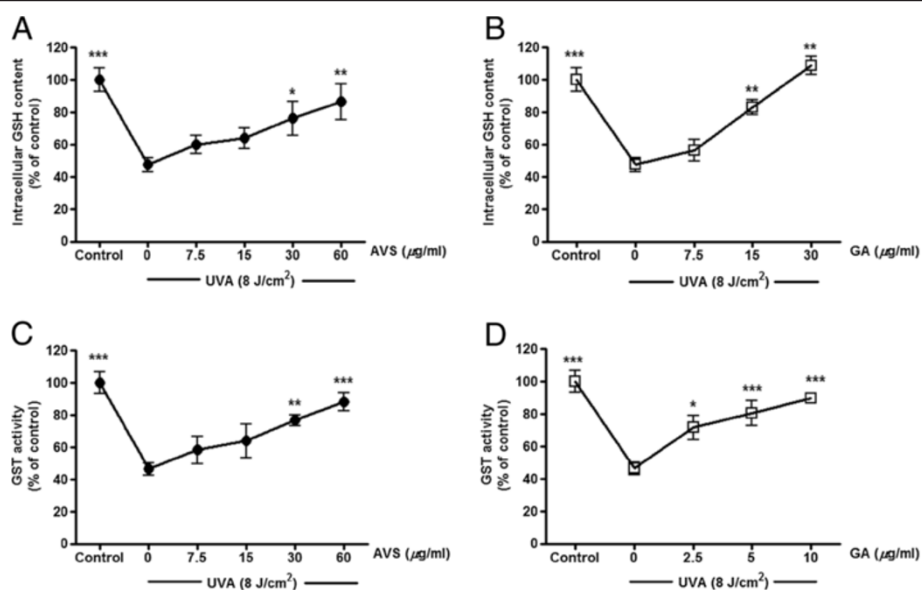 A
Intracellular GSH content
(% of control)
120
100
80
60
40
20
0
***
*
**
Control 0 7.5 15 30 60 AVS (μg/ml)
UVA (8 J/cm²)
B
Intracellular GSH content
(% of control)
120
100
80
60
40
20
0
***
**
**
Control 0 7.5 15 30 GA (μg/ml)
UVA (8 J/cm²)
C
GST activity
(% of control)
120
100
80
60
40
20
0
***
**
***
Control 0 7.5 15 30 60 AVS (μg/ml)
UVA (8 J/cm²)
D
GST activity
(% of control)
120
100
80
60
40
20
0
***
*
***
***
Control 0 2.5 5 10 GA (μg/ml)
UVA (8 J/cm²)